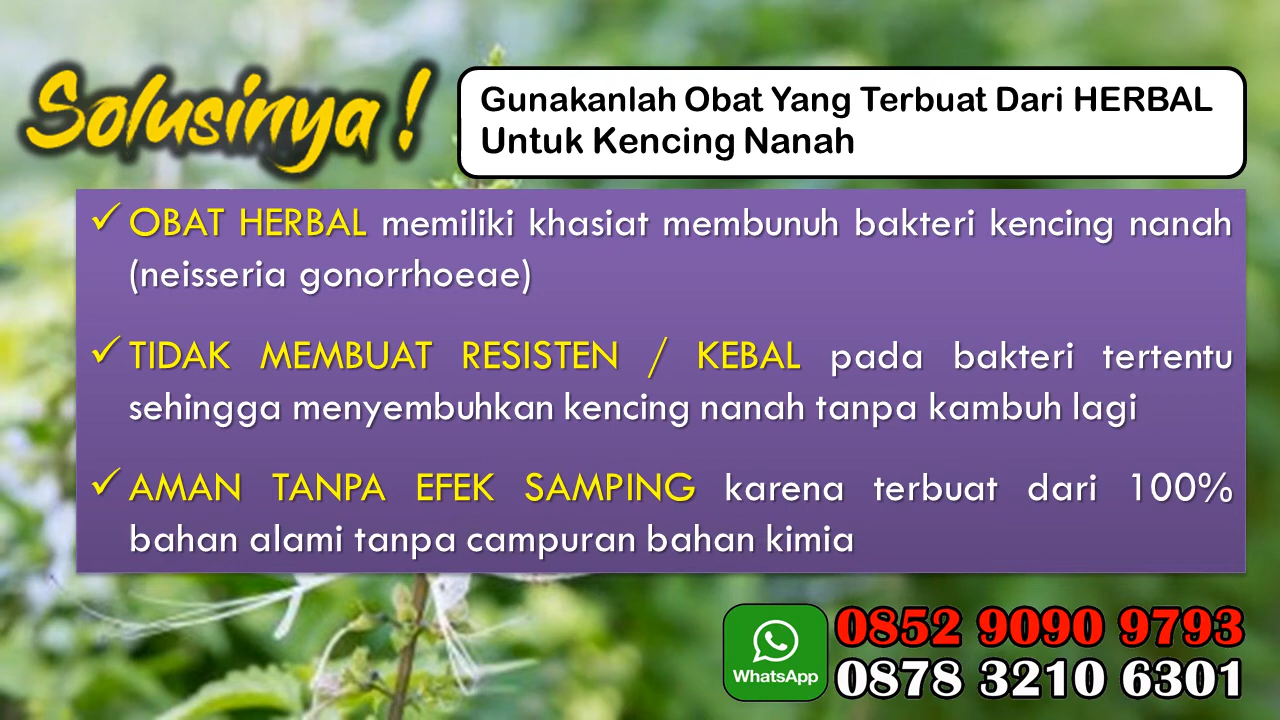 Solusinya !
Gunakanlah Obat Yang Terbuat Dari HERBAL
Untuk Kencing Nanah
✓ OBAT HERBAL memiliki khasiat membunuh bakteri kencing nanah
(neisseria gonorrhoeae)
✓ TIDAK MEMBUAT RESISTEN / KEBAL pada bakteri tertentu
sehingga menyembuhkan kencing nanah tanpa kambuh lagi
✓ AMAN TANPA EFEK SAMPING karena terbuat dari 100%
bahan alami tanpa campuran bahan kimia
WhatsApp
0852 9090 9793
0878 3210 6301